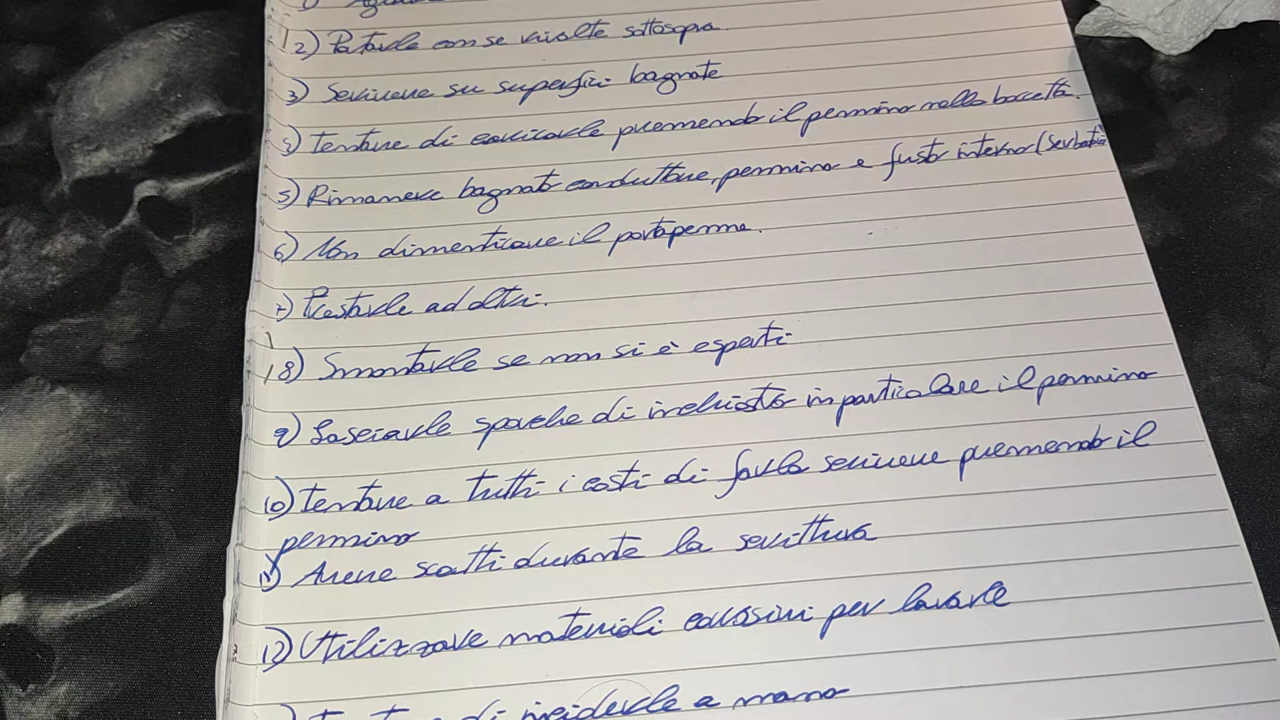 2) Portarle con se rivolte sottosopra.
3) Scrivere su superfici bagnate
4) Tentare di caricarle premendo il pennino nella boccetta.
5) Rimanere bagnato conduttore, pennino e fusto interno (serbatoio
6) Non dimenticare il portapenne.
7) Prestarle ad altri.
8) Smontarle se non si è esperti
9) Lasciarle sporche di inchiostro in particolare il pennino
10) Tentare a tutti i costi di farla scrivere premendo il
pennino
11) Avere scatti durante la scrittura
12) Utilizzare materiali corrosivi per lavarle
di inciderle a mano